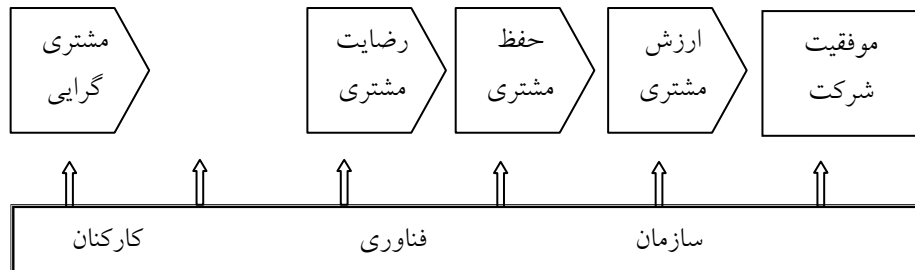 مشتری
گرایی
رضایت
مشتری
حفظ
مشتری
ارزش
مشتری
موفقیت
شرکت
کارکنان
فناوری
سازمان